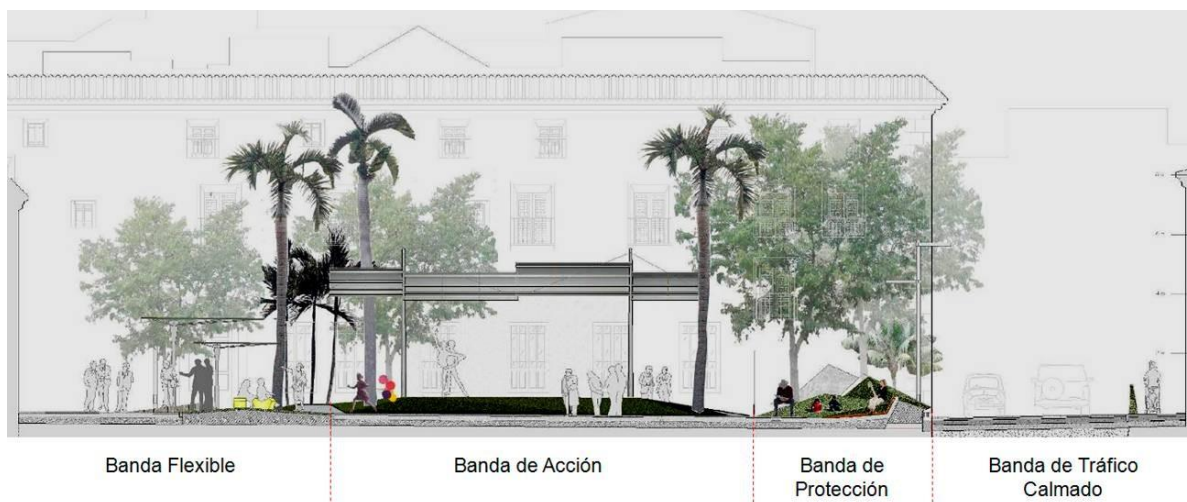 Banda Flexible
Banda de Acción
Banda de
Protección
Banda de Tráfico
Calmado